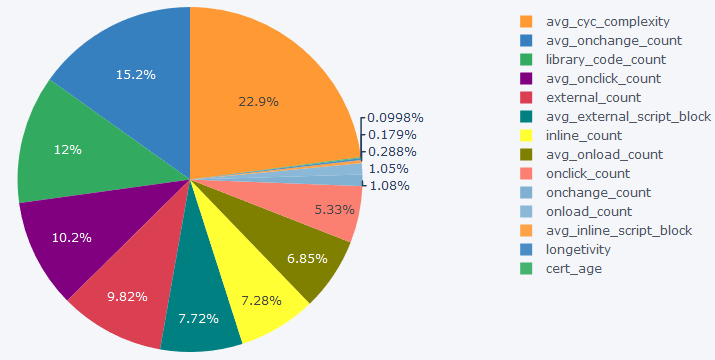 15.2%
22.9%
12%
10.2%
9.82%
7.72%
7.28%
6.85%
5.33%
0.0998%
0.179%
0.288%
1.05%
1.08%
avg_cyc_complexity
avg_onchange_count
library_code_count
avg_onclick_count
external_count
avg_external_script_block
inline_count
avg_onload_count
onclick_count
onchange_count
onload_count
avg_inline_script_block
longetivity
cert_age